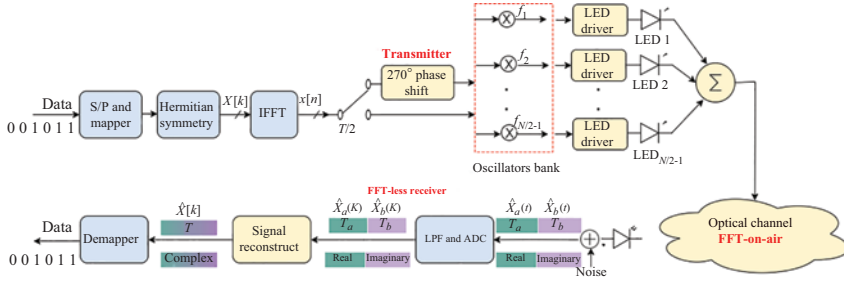 Data
0 0 1 0 1 1
S/P and
mapper
Hermitian
symmetry
X[k]
IFFT
x[n]
T/2
Transmitter
270° phase
shift
f1
f2
fN/2-1
Oscillators bank
LED
driver
LED 1
LED
driver
LED 2
LED
driver
LEDN/2-1
Σ
Optical channel
FFT-on-air
Noise
X̂a(t) X̂b(t)
Ta Tb
Real Imaginary
LPF and ADC
FFT-less receiver
X̂a(K) X̂b(K)
Ta Tb
Real Imaginary
Signal
reconstruct
X̂[k]
T
Complex
Demapper
Data
0 0 1 0 1 1